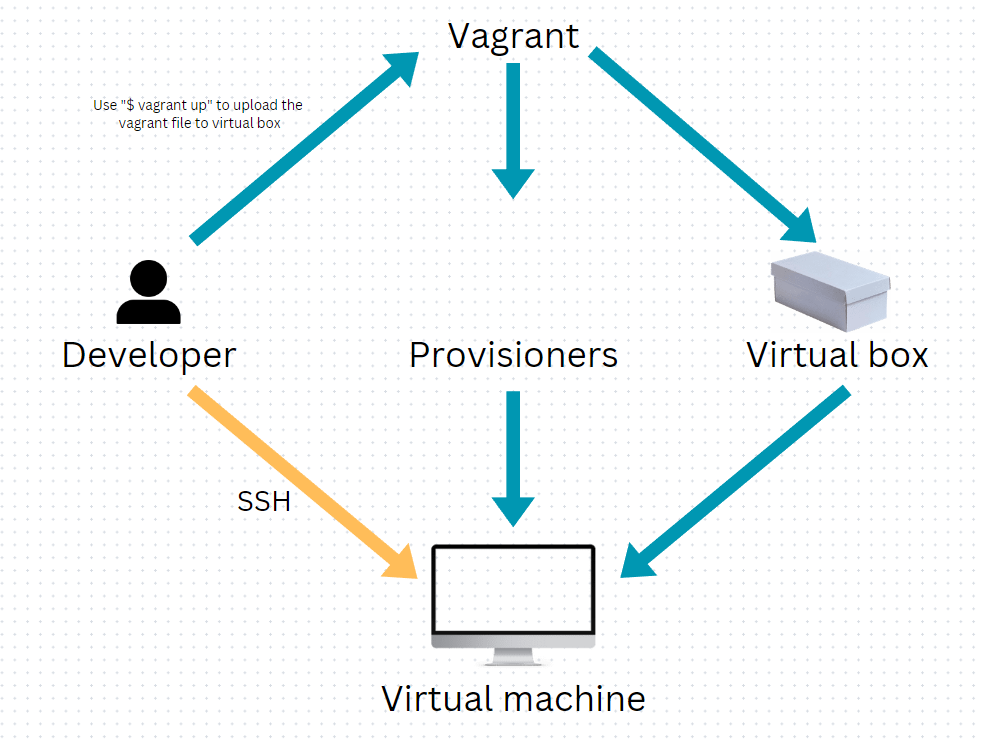 Vagrant
Use "$ vagrant up" to upload the
vagrant file to virtual box
Developer
Provisioners
Virtual box
SSH
Virtual machine